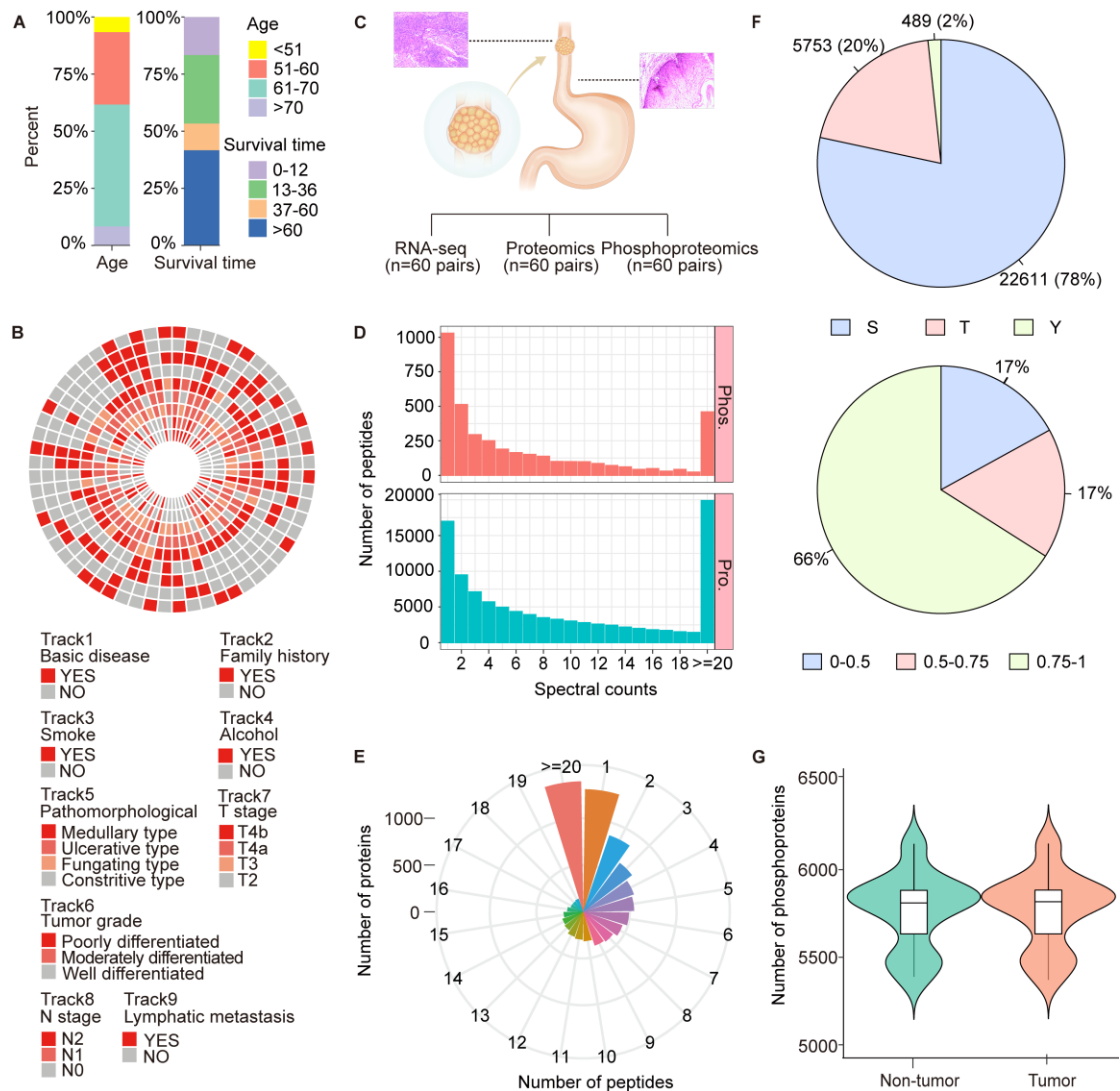 A
100%
75%
50%
25%
0%
Percent
Age
100%
75%
50%
25%
0%
Survival time
Age
<51
51-60
61-70
>70
Survival time
0-12
13-36
37-60
>60
B
Track1
Basic disease
YES
NO
Track2
Family history
YES
NO
Track3
Smoke
YES
NO
Track4
Alcohol
YES
NO
Track5
Pathomorphological
Medullary type
Ulcerative type
Fungating type
Constritive type
Track7
T stage
T4b
T4a
T3
T2
Track6
Tumor grade
Poorly differentiated
Moderately differentiated
Well differentiated
Track8
N stage
N2
N1
N0
Track9
Lymphatic metastasis
YES
NO
C
RNA-seq
(n=60 pairs)
Proteomics
(n=60 pairs)
Phosphoproteomics
(n=60 pairs)
D
Number of peptides
1000
750
500
250
0
Phos.
20000
15000
10000
5000
0
Pro.
2 4 6 8 10 12 14 16 18 >=20
Spectral counts
E
Number of proteins
1000
500
0
>=20
1
2
3
4
5
6
7
8
9
10
11
12
13
14
15
16
17
18
19
Number of peptides
F
489 (2%)
5753 (20%)
22611 (78%)
S T Y
17%
17%
66%
0-0.5 0.5-0.75 0.75-1
G
Number of phosphoproteins
6500
6000
5500
5000
Non-tumor
Tumor